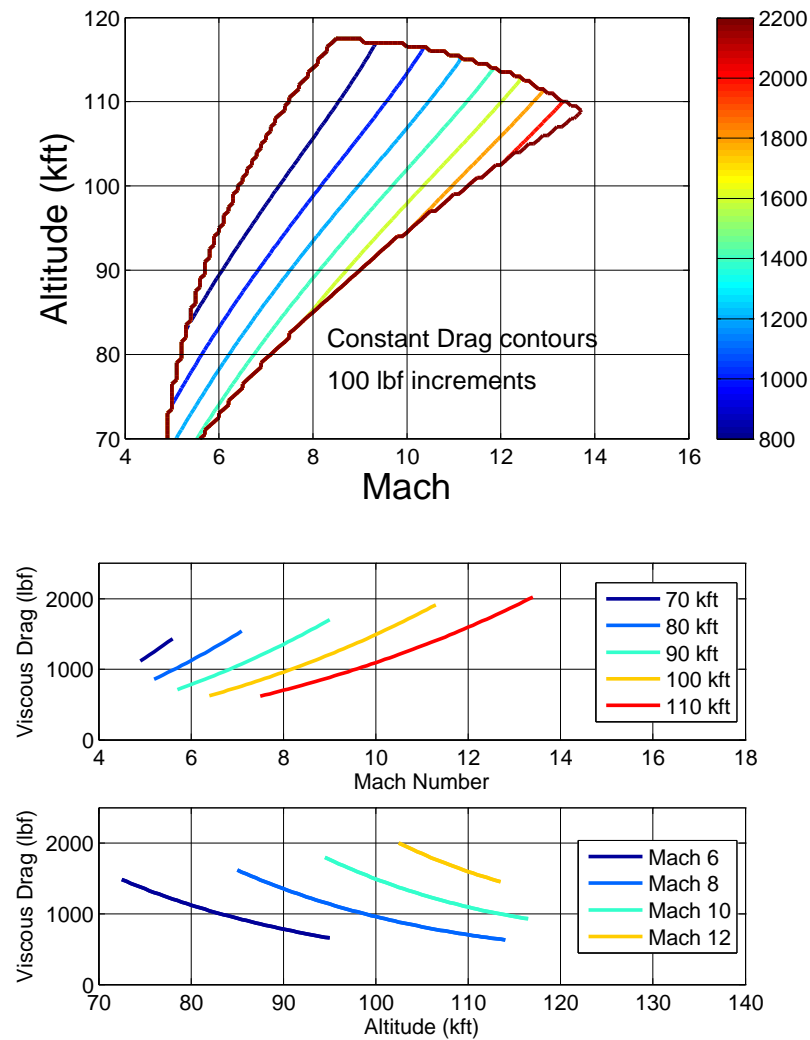 120
110
100
90
80
70
Altitude (kft)
4 6 8 10 12 14 16
Mach
Constant Drag contours
100 lbf increments
2200
2000
1800
1600
1400
1200
1000
800
Viscous Drag (lbf)
2000
1000
0
4 6 8 10 12 14 16 18
Mach Number
70 kft
80 kft
90 kft
100 kft
110 kft
Viscous Drag (lbf)
2000
1000
0
70 80 90 100 110 120 130 140
Altitude (kft)
Mach 6
Mach 8
Mach 10
Mach 12